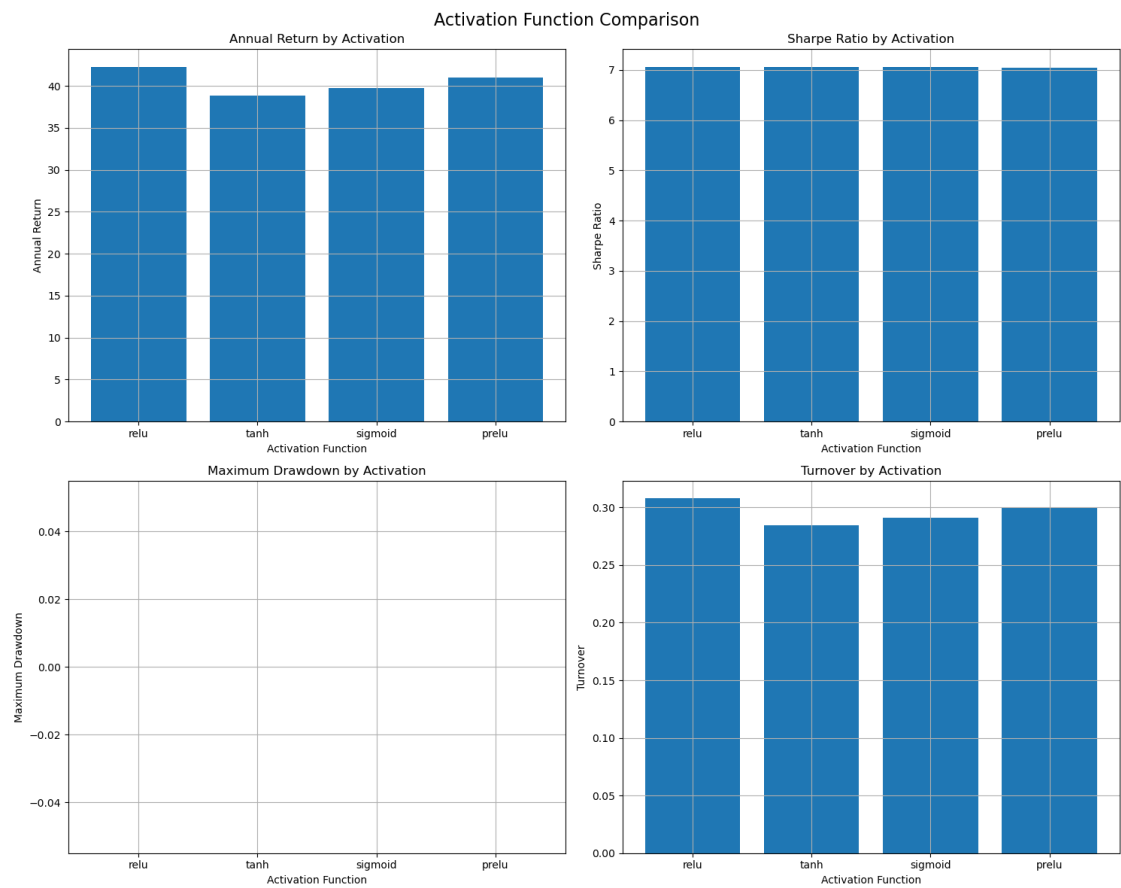 Activation Function Comparison
Annual Return by Activation
Annual Return
40
35
30
25
20
15
10
5
0
relu tanh sigmoid prelu
Activation Function
Sharpe Ratio by Activation
Sharpe Ratio
7
6
5
4
3
2
1
0
relu tanh sigmoid prelu
Activation Function
Maximum Drawdown by Activation
Maximum Drawdown
0.04
0.02
0.00
−0.02
−0.04
relu tanh sigmoid prelu
Activation Function
Turnover by Activation
Turnover
0.30
0.25
0.20
0.15
0.10
0.05
0.00
relu tanh sigmoid prelu
Activation Function